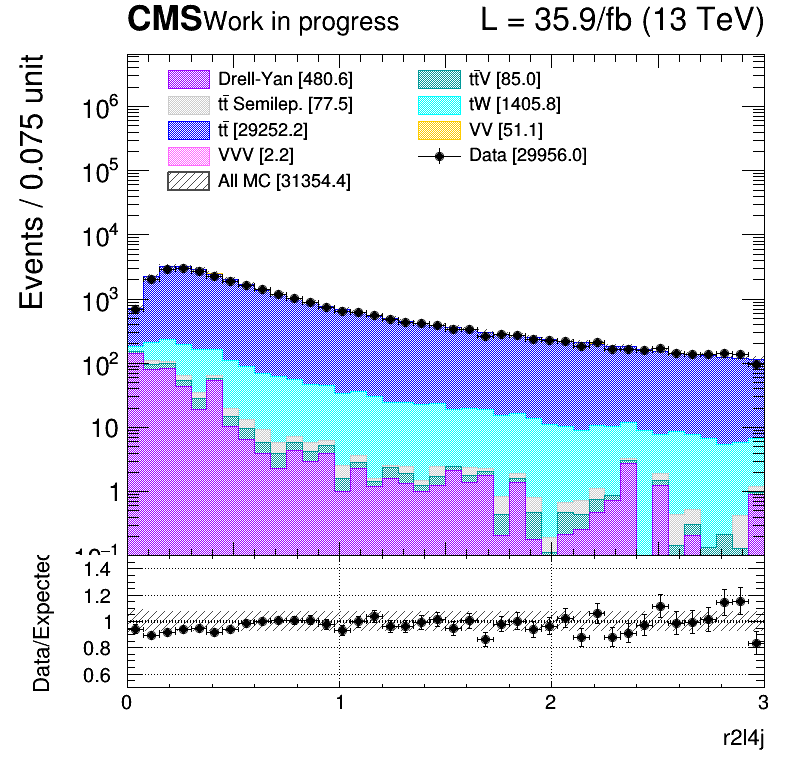 CMS Work in progress L = 35.9/fb (13 TeV)
Events / 0.075 unit
Drell-Yan [480.6] tt̄V [85.0]
tt̄ Semilep. [77.5] tW [1405.8]
tt̄ [29252.2] VV [51.1]
VVV [2.2] Data [29956.0]
All MC [31354.4]
10⁶
10⁵
10⁴
10³
10²
10
1
10⁻¹
Data/Expected
1.4
1.2
1
0.8
0.6
0 1 2 3
r2l4j